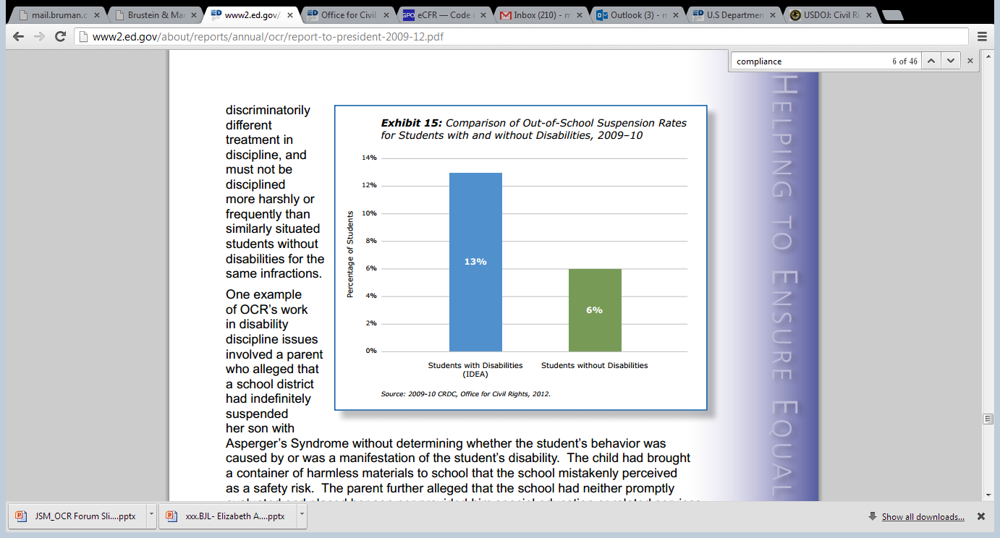 mail.bruman.c
Brustein & Ma
www2.ed.gov/
Office for Civil
eCFR — Code
Inbox (210) - m
Outlook (3) - m
U.S Departmen
USDOJ: Civil Ri
www2.ed.gov/about/reports/annual/ocr/report-to-president-2009-12.pdf
compliance 6 of 46
discriminatorily
different
treatment in
discipline, and
must not be
disciplined
more harshly or
frequently than
similarly situated
students without
disabilities for the
same infractions.
One example
of OCR's work
in disability
discipline issues
involved a parent
who alleged that
a school district
had indefinitely
suspended
her son with
Exhibit 15: Comparison of Out-of-School Suspension Rates
for Students with and without Disabilities, 2009–10
Percentage of Students
14%
12%
10%
8%
6%
4%
2%
0%
13%
6%
Students with Disabilities
(IDEA)
Students without Disabilities
Source: 2009-10 CRDC, Office for Civil Rights, 2012.
Asperger's Syndrome without determining whether the student's behavior was
caused by or was a manifestation of the student's disability. The child had brought
a container of harmless materials to school that the school mistakenly perceived
as a safety risk. The parent further alleged that the school had neither promptly
HELPING TO ENSURE EQUAL
JSM_OCR Forum Sli....pptx
xxx.BJL- Elizabeth A....pptx
Show all downloads...